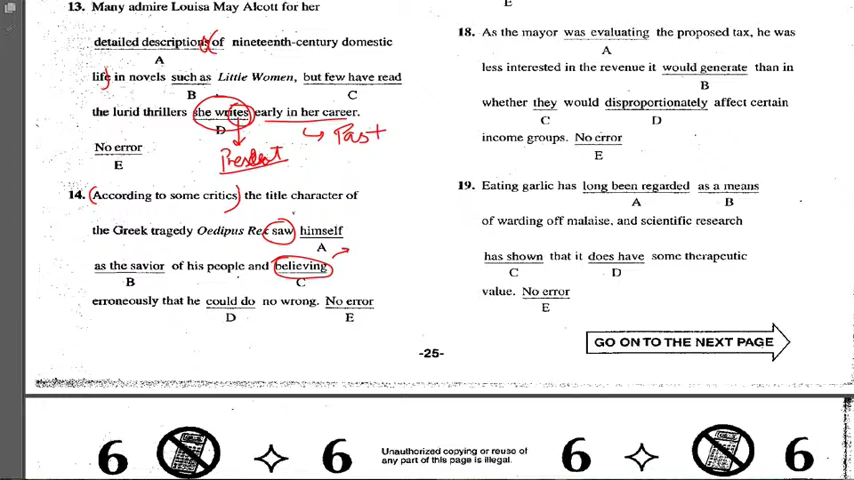 13. Many admire Louisa May Alcott for her
detailed descriptions of nineteenth-century domestic
A
life in novels such as Little Women, but few have read
B C
the lurid thrillers she writes early in her career.
D
Past
No error
E
Present
14. According to some critics, the title character of
the Greek tragedy Oedipus Rex saw himself
A
as the savior of his people and believing
B C
erroneously that he could do no wrong. No error
D E
E
18. As the mayor was evaluating the proposed tax, he was
A
less interested in the revenue it would generate than in
B
whether they would disproportionately affect certain
C D
income groups. No error
E
19. Eating garlic has long been regarded as a means
A B
of warding off malaise, and scientific research
has shown that it does have some therapeutic
C D
value. No error
E
GO ON TO THE NEXT PAGE
-25-
6 6 Unauthorized copying or reuse of
any part of this page is illegal. 6 6